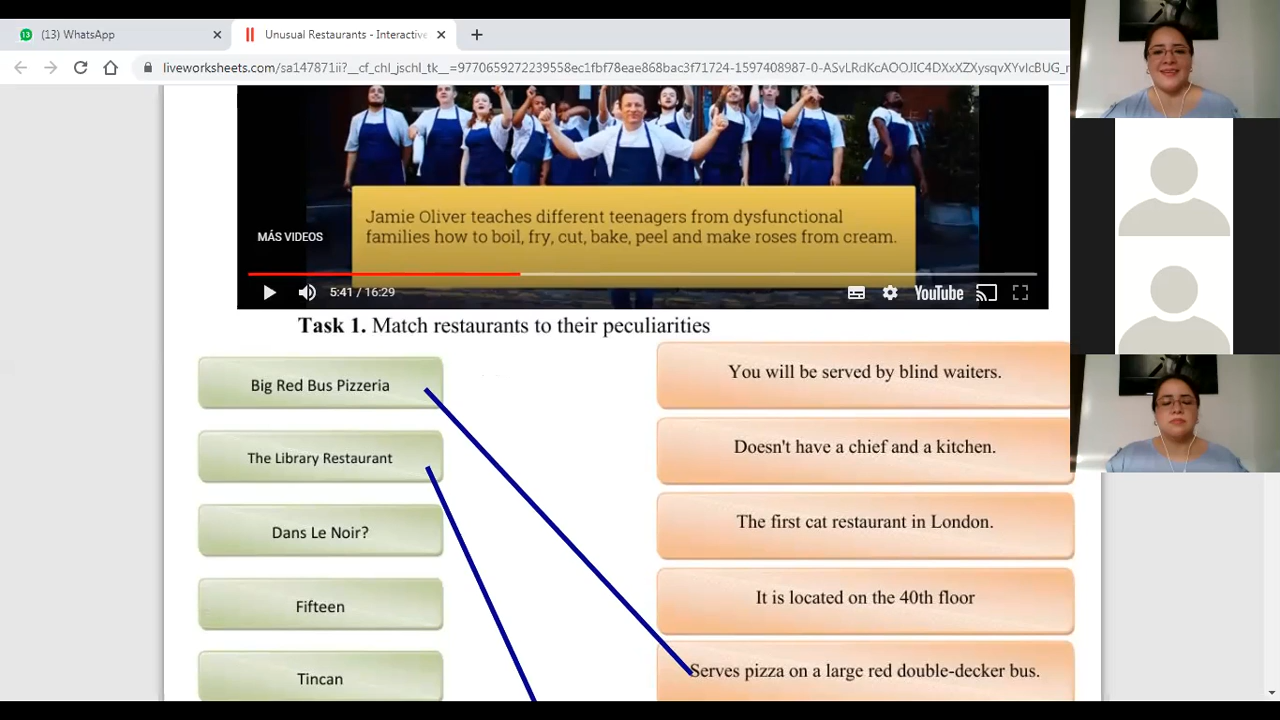 (13) WhatsApp
Unusual Restaurants - Interactive
liveworksheets.com/sa147871ii?__cf_chl_jschl_tk__=
Jamie Oliver teaches different teenagers from dysfunctional
families how to boil, fry, cut, bake, peel and make roses from cream.
MÁS VIDEOS
5:41 / 16:29
YouTube
Task 1. Match restaurants to their peculiarities
Big Red Bus Pizzeria
You will be served by blind waiters.
The Library Restaurant
Doesn't have a chief and a kitchen.
Dans Le Noir?
The first cat restaurant in London.
Fifteen
It is located on the 40th floor
Tincan
Serves pizza on a large red double-decker bus.